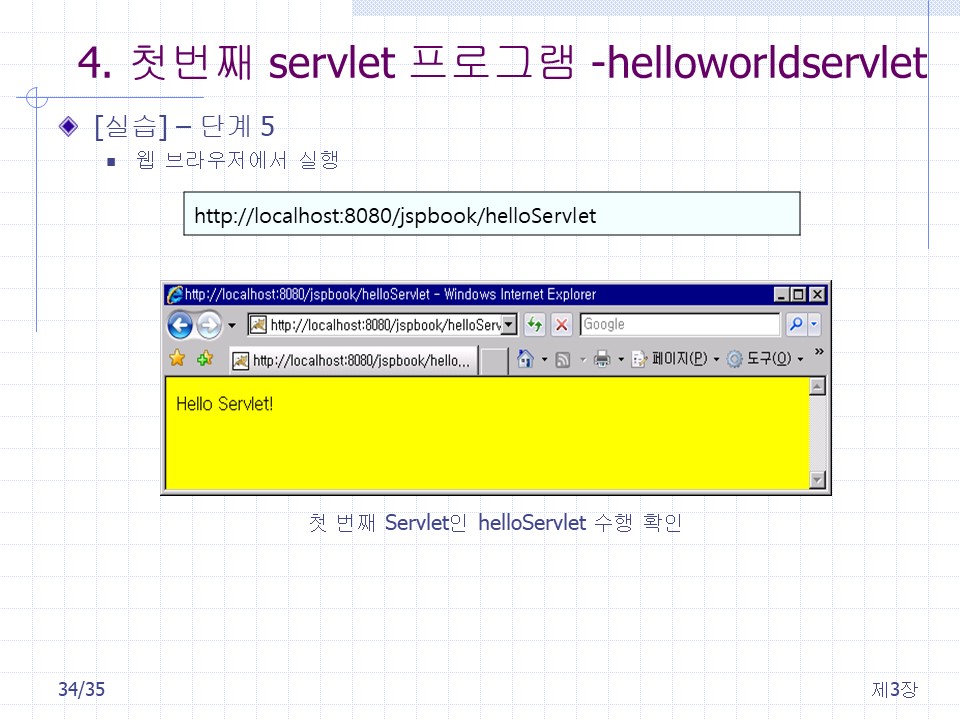 4. 첫번째 servlet 프로그램 -helloworldservlet
[실습] – 단계 5
웹 브라우저에서 실행
http://localhost:8080/jspbook/helloServlet
http://localhost:8080/jspbook/helloServlet - Windows Internet Explorer
http://localhost:8080/jspbook/helloServ
Google
http://localhost:8080/jspbook/hello...
페이지(P)
도구(O)
»
Hello Servlet!
첫 번째 Servlet인 helloServlet 수행 확인
34/35
제3장